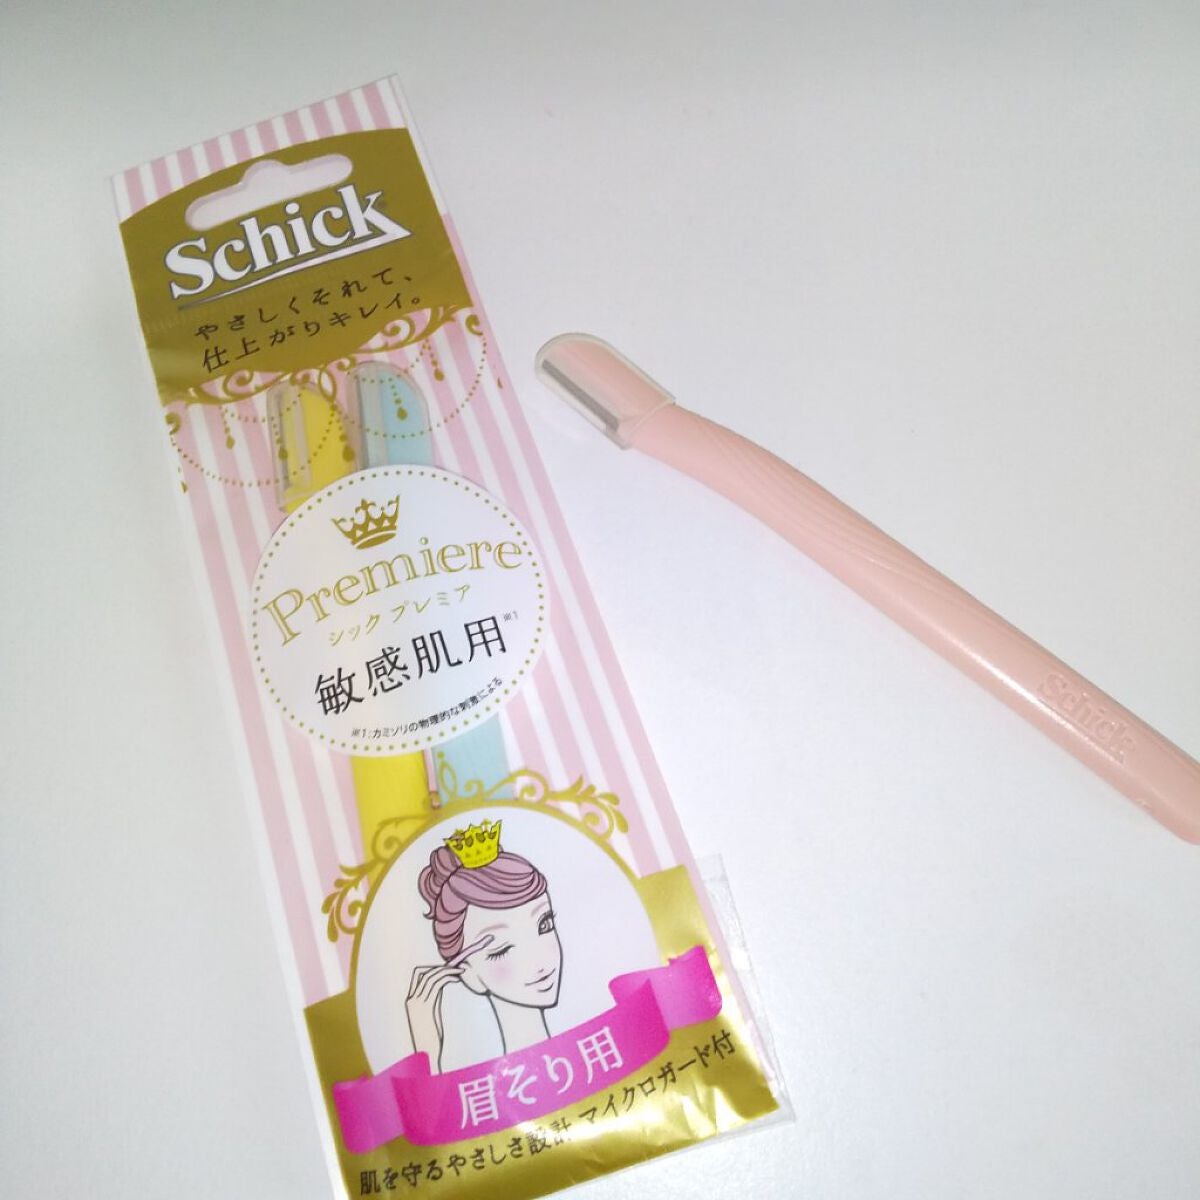 Schick
やさしくそれて、
仕上がりキレイ。
Premiere
シック プレミア
敏感肌用※1
※1:カミソリの物理的な刺激による
眉そり用
肌を守るやさしさ設計 マイクロガード付
Schick